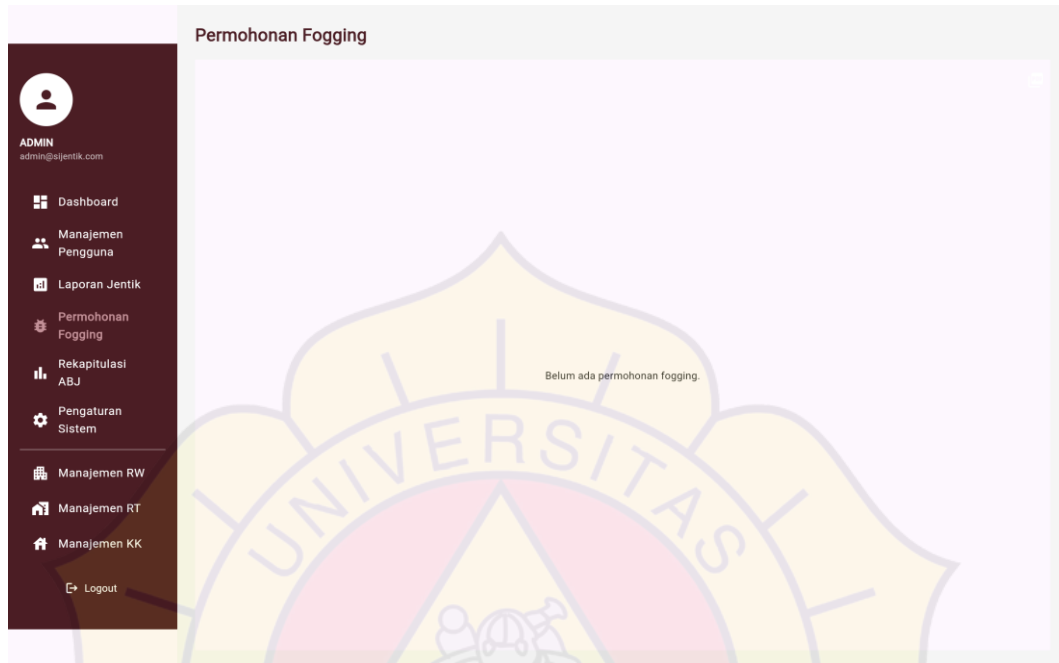 Permohonan Fogging
ADMIN
admin@sijentik.com
Dashboard
Manajemen
Pengguna
Laporan Jentik
Permohonan
Fogging
Rekapitulasi
ABJ
Pengaturan
Sistem
Manajemen RW
Manajemen RT
Manajemen KK
Logout
Belum ada permohonan fogging.
UNIVERSITAS